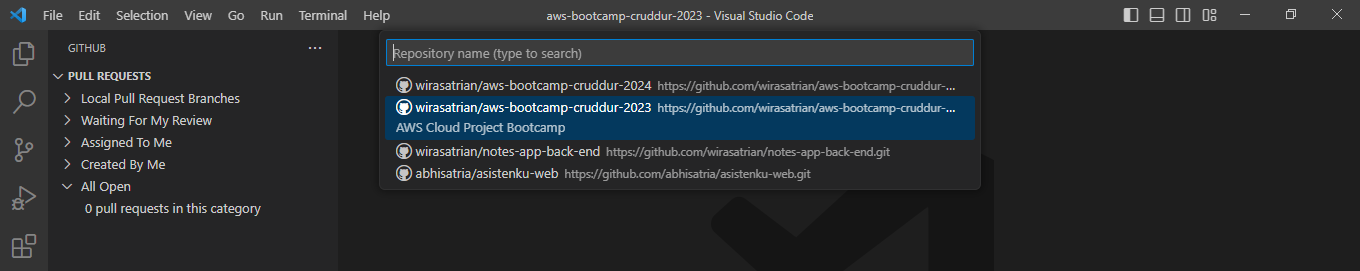 File Edit Selection View Go Run Terminal Help aws-bootcamp-cruddur-2023 - Visual Studio Code
GITHUB ...
PULL REQUESTS
Local Pull Request Branches
Waiting For My Review
Assigned To Me
Created By Me
All Open
0 pull requests in this category
Repository name (type to search)
wirasatrian/aws-bootcamp-cruddur-2024 https://github.com/wirasatrian/aws-bootcamp-cruddur-...
wirasatrian/aws-bootcamp-cruddur-2023 https://github.com/wirasatrian/aws-bootcamp-cruddur-...
AWS Cloud Project Bootcamp
wirasatrian/notes-app-back-end https://github.com/wirasatrian/notes-app-back-end.git
abhisatria/asistenku-web https://github.com/abhisatria/asistenku-web.git